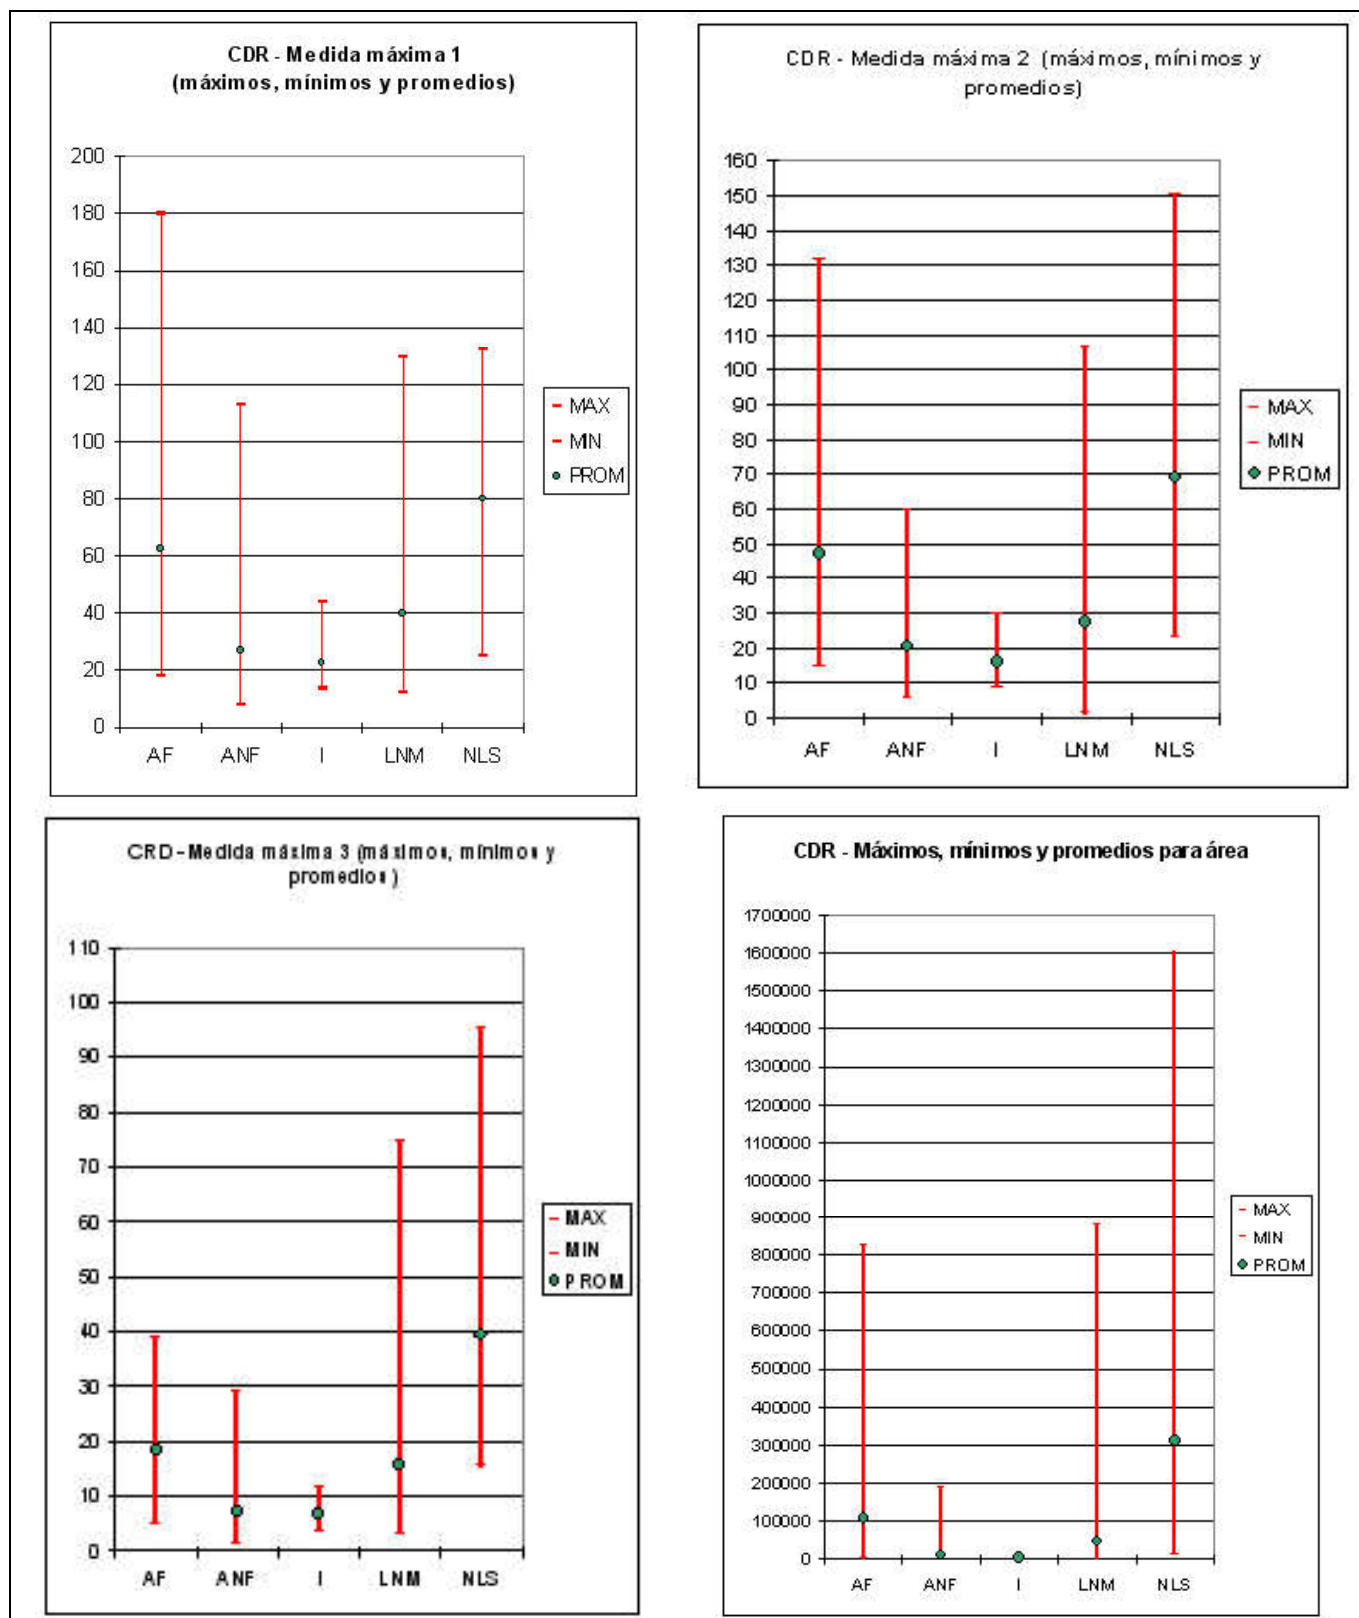 CDR - Medida máxima 1
(máximos, mínimos y promedios)
200
180
160
140
120
100
80
60
40
20
0
AF ANF I LNM NLS
MAX
MIN
PROM
CDR - Medida máxima 2 (máximos, mínimos y
promedios)
160
150
140
130
120
110
100
90
80
70
60
50
40
30
20
10
0
AF ANF I LNM NLS
MAX
MIN
PROM
CRD - Medida máxima 3 (máximos, mínimos y
promedios)
110
100
90
80
70
60
50
40
30
20
10
0
AF ANF I LNM NLS
MAX
MIN
PROM
CDR - Máximos, mínimos y promedios para área
1700000
1600000
1500000
1400000
1300000
1200000
1100000
1000000
900000
800000
700000
600000
500000
400000
300000
200000
100000
0
AF ANF I LNM NLS
MAX
MIN
PROM